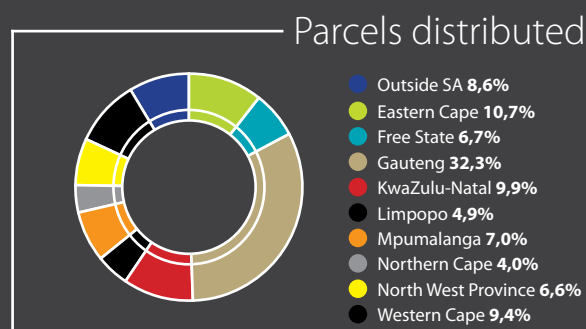 Parcels distributed
Outside SA 8,6%
Eastern Cape 10,7%
Free State 6,7%
Gauteng 32,3%
KwaZulu-Natal 9,9%
Limpopo 4,9%
Mpumalanga 7,0%
Northern Cape 4,0%
North West Province 6,6%
Western Cape 9,4%